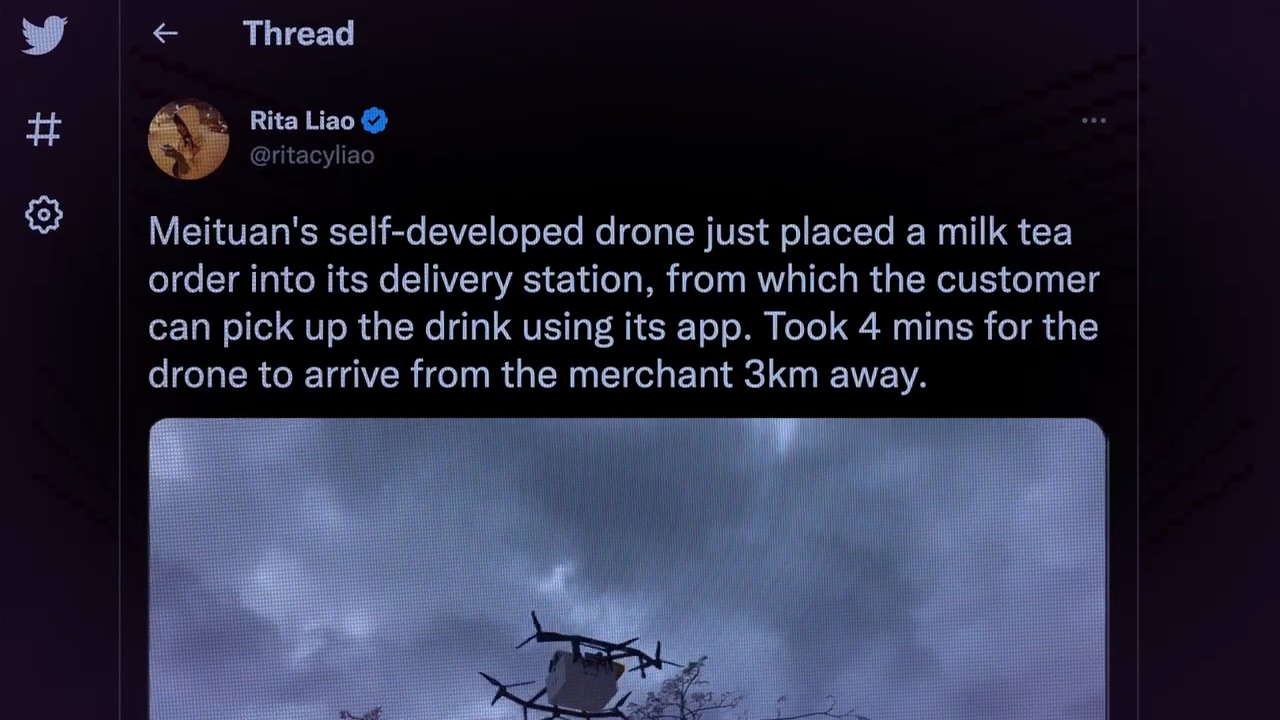 Thread
Rita Liao
@ritacyliao
Meituan's self-developed drone just placed a milk tea
order into its delivery station, from which the customer
can pick up the drink using its app. Took 4 mins for the
drone to arrive from the merchant 3km away.